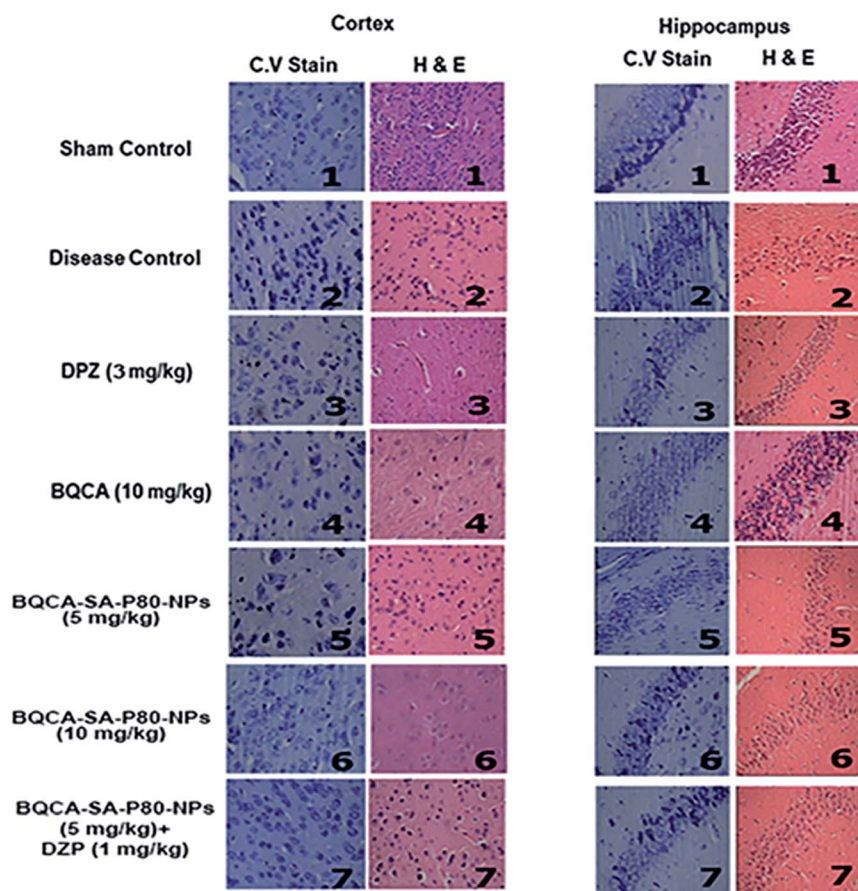 Cortex
Hippocampus
C.V Stain
H & E
C.V Stain
H & E
Sham Control
1
1
1
1
Disease Control
2
2
2
2
DPZ (3 mg/kg)
3
3
3
3
BQCA (10 mg/kg)
4
4
4
4
BQCA-SA-P80-NPs
(5 mg/kg)
5
5
5
5
BQCA-SA-P80-NPs
(10 mg/kg)
6
6
6
6
BQCA-SA-P80-NPs
(5 mg/kg)+
DZP (1 mg/kg)
7
7
7
7